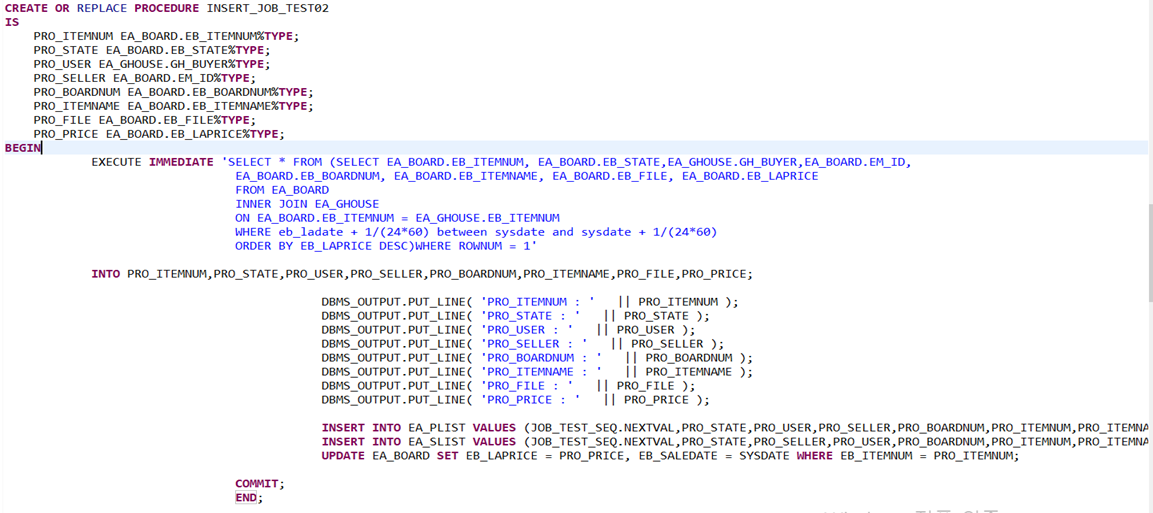 CREATE OR REPLACE PROCEDURE INSERT_JOB_TEST02
IS
PRO_ITEMNUM EA_BOARD.EB_ITEMNUM%TYPE;
PRO_STATE EA_BOARD.EB_STATE%TYPE;
PRO_USER EA_GHOUSE.GH_BUYER%TYPE;
PRO_SELLER EA_BOARD.EM_ID%TYPE;
PRO_BOARDNUM EA_BOARD.EB_BOARDNUM%TYPE;
PRO_ITEMNAME EA_BOARD.EB_ITEMNAME%TYPE;
PRO_FILE EA_BOARD.EB_FILE%TYPE;
PRO_PRICE EA_BOARD.EB_LAPRICE%TYPE;
BEGIN
EXECUTE IMMEDIATE 'SELECT * FROM (SELECT EA_BOARD.EB_ITEMNUM, EA_BOARD.EB_STATE,EA_GHOUSE.GH_BUYER,EA_BOARD.EM_ID,
EA_BOARD.EB_BOARDNUM, EA_BOARD.EB_ITEMNAME, EA_BOARD.EB_FILE, EA_BOARD.EB_LAPRICE
FROM EA_BOARD
INNER JOIN EA_GHOUSE
ON EA_BOARD.EB_ITEMNUM = EA_GHOUSE.EB_ITEMNUM
WHERE eb_ladate + 1/(24*60) between sysdate and sysdate + 1/(24*60)
ORDER BY EB_LAPRICE DESC)WHERE ROWNUM = 1'
INTO PRO_ITEMNUM,PRO_STATE,PRO_USER,PRO_SELLER,PRO_BOARDNUM,PRO_ITEMNAME,PRO_FILE,PRO_PRICE;
DBMS_OUTPUT.PUT_LINE( 'PRO_ITEMNUM : ' || PRO_ITEMNUM );
DBMS_OUTPUT.PUT_LINE( 'PRO_STATE : ' || PRO_STATE );
DBMS_OUTPUT.PUT_LINE( 'PRO_USER : ' || PRO_USER );
DBMS_OUTPUT.PUT_LINE( 'PRO_SELLER : ' || PRO_SELLER );
DBMS_OUTPUT.PUT_LINE( 'PRO_BOARDNUM : ' || PRO_BOARDNUM );
DBMS_OUTPUT.PUT_LINE( 'PRO_ITEMNAME : ' || PRO_ITEMNAME );
DBMS_OUTPUT.PUT_LINE( 'PRO_FILE : ' || PRO_FILE );
DBMS_OUTPUT.PUT_LINE( 'PRO_PRICE : ' || PRO_PRICE );
INSERT INTO EA_PLIST VALUES (JOB_TEST_SEQ.NEXTVAL,PRO_STATE,PRO_USER,PRO_SELLER,PRO_BOARDNUM,PRO_ITEMNUM,PRO_ITEMNA
INSERT INTO EA_SLIST VALUES (JOB_TEST_SEQ.NEXTVAL,PRO_STATE,PRO_SELLER,PRO_USER,PRO_BOARDNUM,PRO_ITEMNUM,PRO_ITEMNA
UPDATE EA_BOARD SET EB_LAPRICE = PRO_PRICE, EB_SALEDATE = SYSDATE WHERE EB_ITEMNUM = PRO_ITEMNUM;
COMMIT;
END;